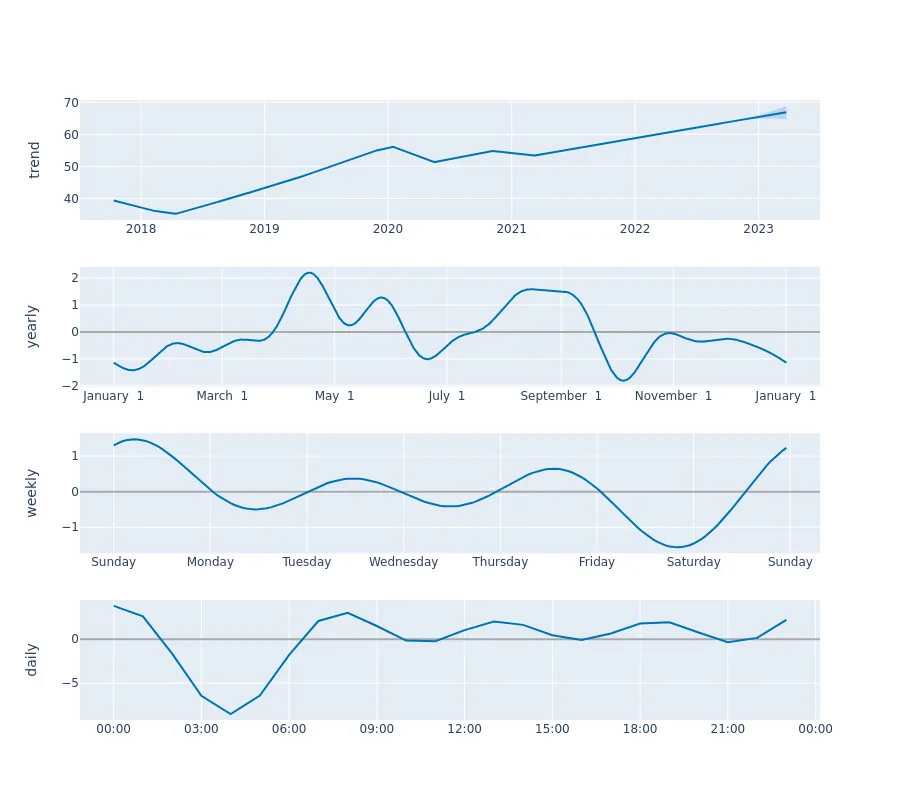 trend
70
60
50
40
2018 2019 2020 2021 2022 2023
yearly
2
1
0
−1
−2
January 1 March 1 May 1 July 1 September 1 November 1 January 1
weekly
1
0
−1
Sunday Monday Tuesday Wednesday Thursday Friday Saturday Sunday
daily
0
−5
00:00 03:00 06:00 09:00 12:00 15:00 18:00 21:00 00:00